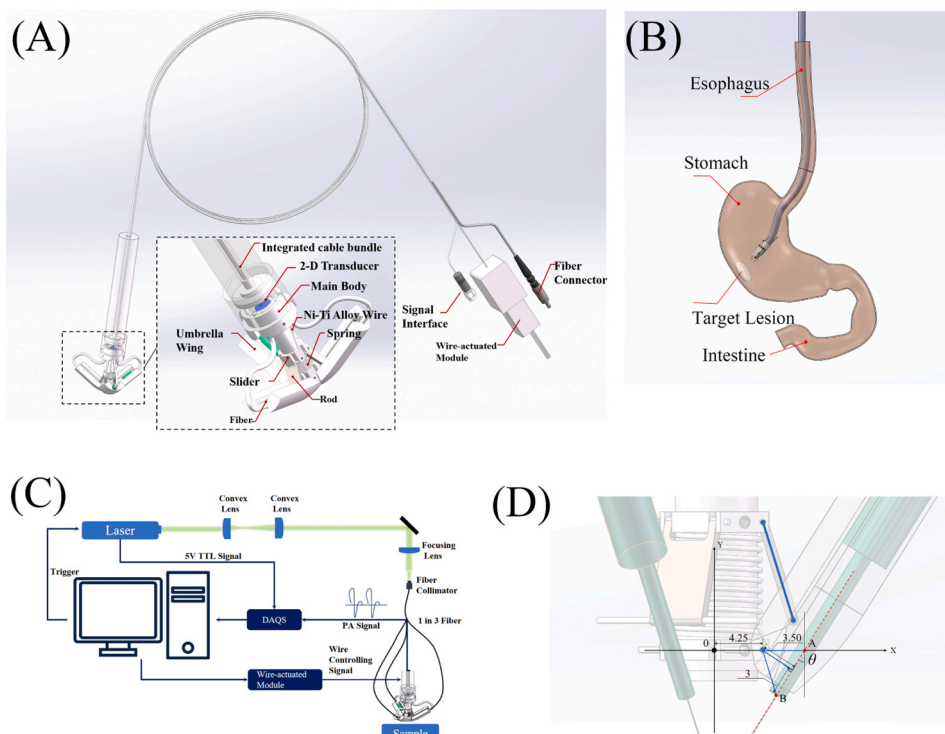 (A)
Integrated cable bundle
2-D Transducer
Main Body
Ni-Ti Alloy Wire
Umbrella
Wing
Spring
Slider
Rod
Fiber
Signal
Interface
Fiber
Connector
Wire-actuated
Module
(B)
Esophagus
Stomach
Target Lesion
Intestine
(C)
Convex
Lens
Convex
Lens
Laser
5V TTL Signal
Focusing
Lens
Trigger
Fiber
Collimator
DAQS
PA Signal
1 in 3 Fiber
Wire
Controlling
Signal
Wire-actuated
Module
Sample
(D)
Y
0
4.25
3.50
A
X
θ
3
B